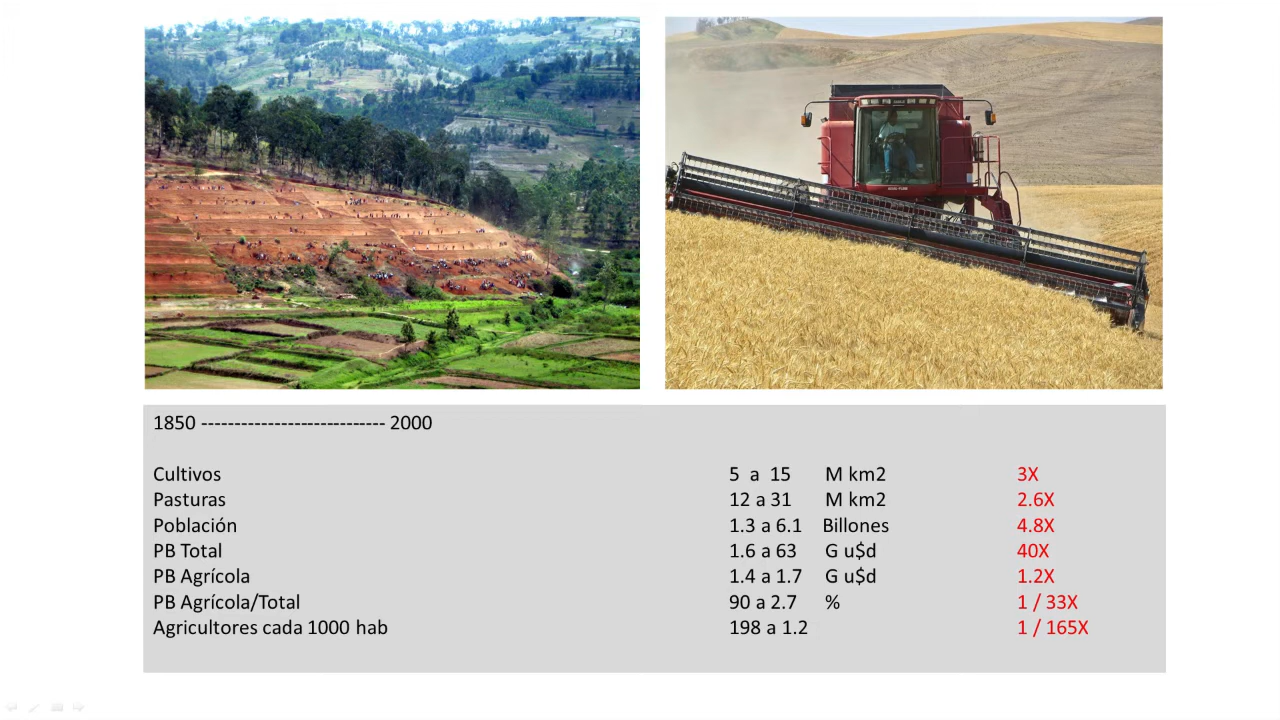 1850 ---------------------------- 2000
Cultivos 5 a 15 M km2 3X
Pasturas 12 a 31 M km2 2.6X
Población 1.3 a 6.1 Billones 4.8X
PB Total 1.6 a 63 G u$d 40X
PB Agrícola 1.4 a 1.7 G u$d 1.2X
PB Agrícola/Total 90 a 2.7 % 1 / 33X
Agricultores cada 1000 hab 198 a 1.2 1 / 165X